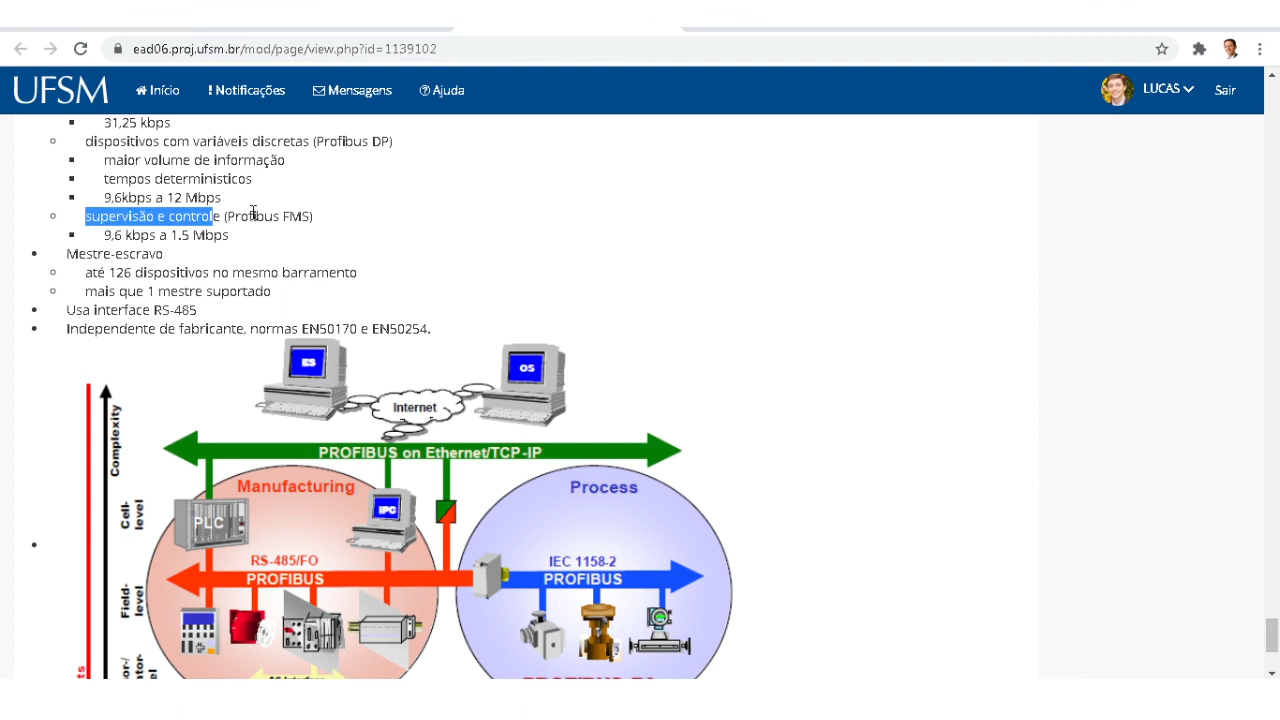 ead06.proj.ufsm.br/mod/page/view.php?id=1139102
UFSM Início Notificações Mensagens Ajuda LUCAS Sair
31,25 kbps
dispositivos com variáveis discretas (Profibus DP)
maior volume de informação
tempos determinísticos
9,6kbps a 12 Mbps
supervisão e controle (Profibus FMS)
9,6 kbps a 1.5 Mbps
Mestre-escravo
até 126 dispositivos no mesmo barramento
mais que 1 mestre suportado
Usa interface RS-485
Independente de fabricante, normas EN50170 e EN50254.
ES
OS
Internet
Complexity
PROFIBUS on Ethernet/TCP-IP
Manufacturing
Process
Cell-
level
PLC
IPC
RS-485/FO
IEC 1158-2
PROFIBUS
PROFIBUS
Field-
level